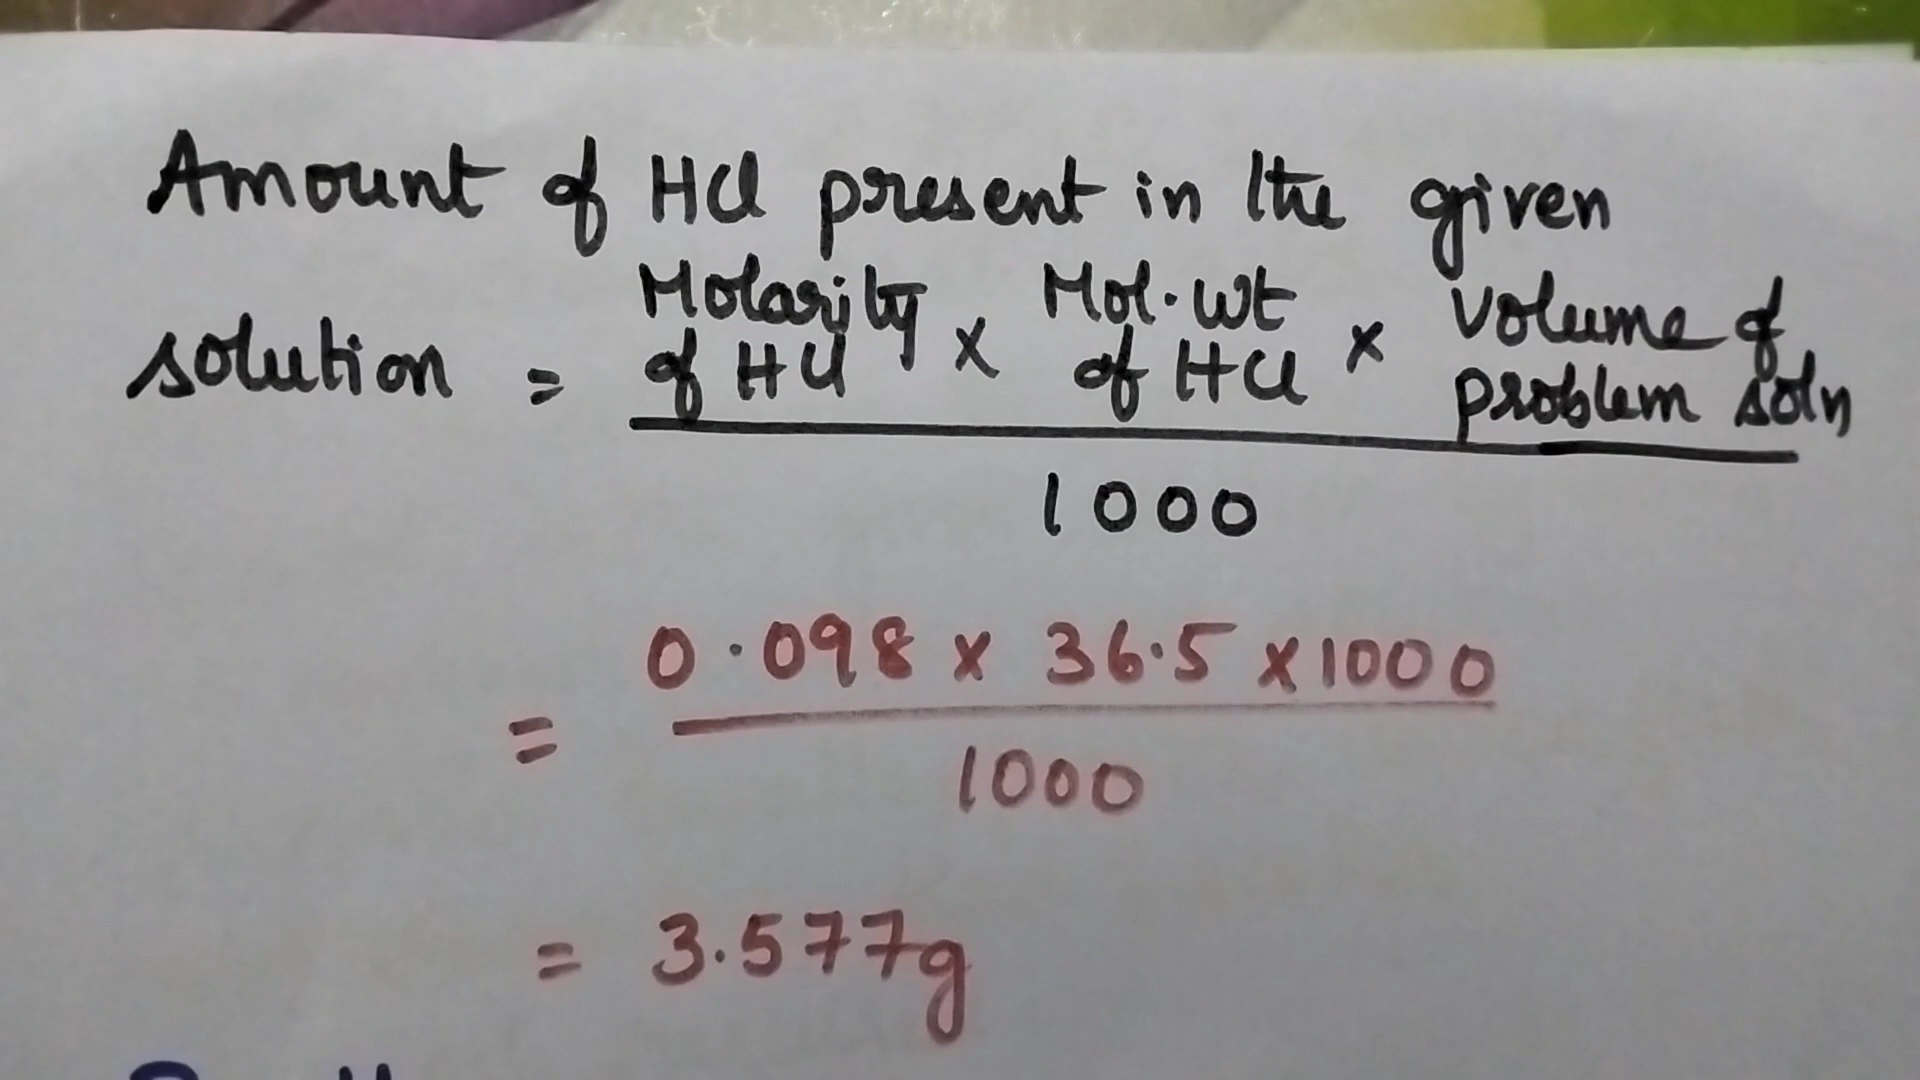 Amount of HCl present in the given
solution = Molarity of HCl x Mol.wt of HCl x Volume of problem soln
1000
= 0.098 x 36.5 x 1000
1000
= 3.577g